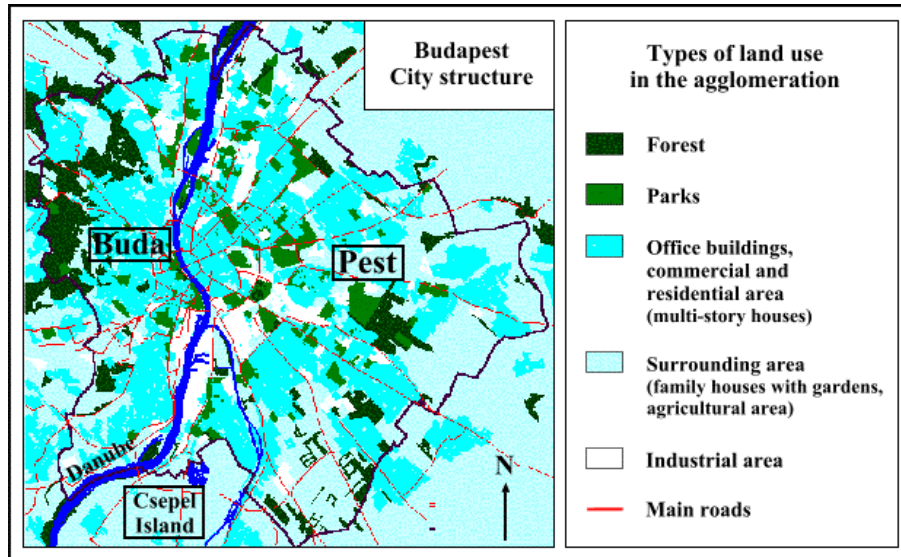 Budapest
City structure
Buda
Pest
Danube
Csepel
Island
N
Types of land use
in the agglomeration
Forest
Parks
Office buildings,
commercial and
residential area
(multi-story houses)
Surrounding area
(family houses with gardens,
agricultural area)
Industrial area
Main roads